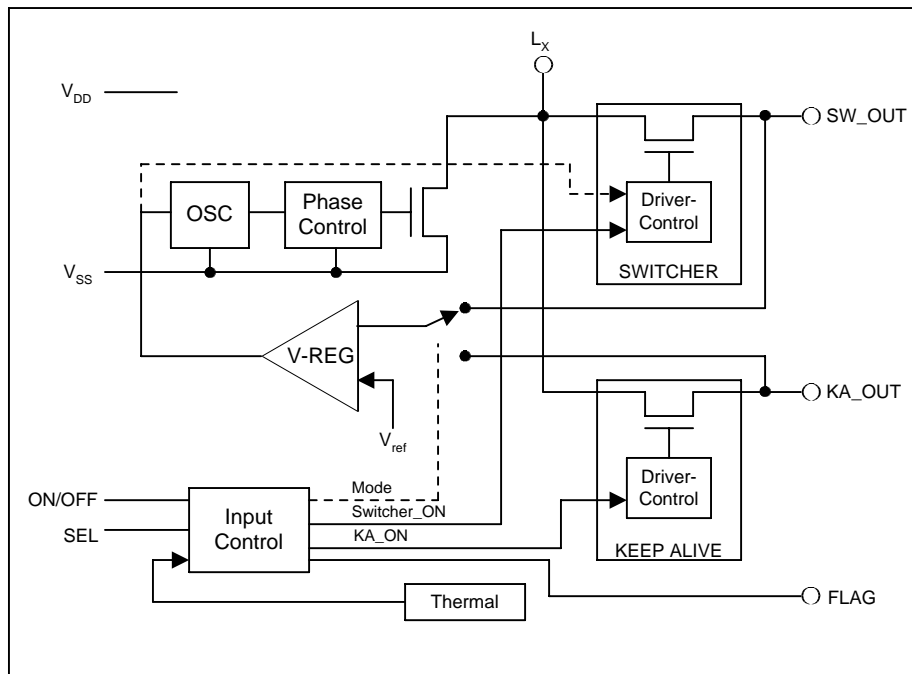 L_X
V_DD
SW_OUT
OSC
Phase
Control
Driver-
Control
V_SS
SWITCHER
V-REG
KA_OUT
V_ref
ON/OFF
Mode
Driver-
Control
Input
Control
Switcher_ON
SEL
KA_ON
KEEP ALIVE
Thermal
FLAG